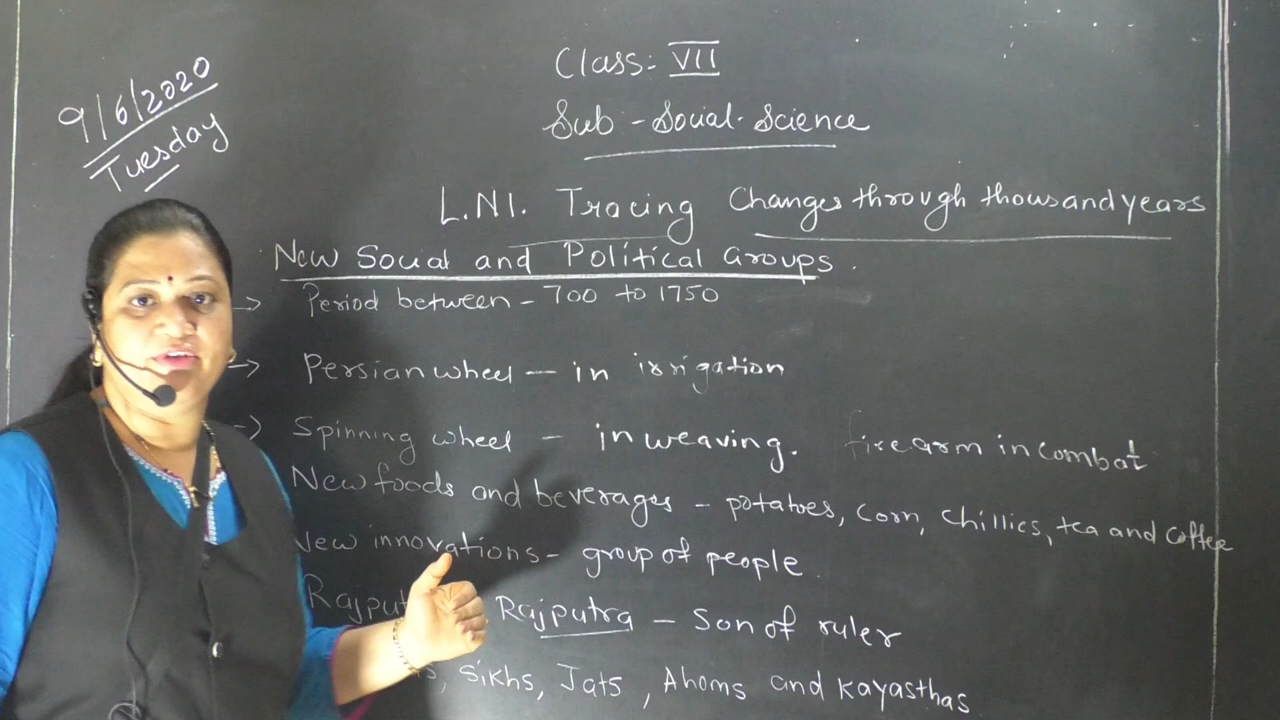 9/6/2020
Tuesday
Class: VII
Sub - Social Science
L.N1. Tracing Changes through thousand years
New Social and Political Groups.
→ Period between - 700 to 1750
→ Persian wheel - in irrigation
→ Spinning wheel - in weaving. firearm in combat
New foods and beverages - potatoes, Corn, Chillies, tea and coffee
New innovations - group of people.
Rajput Rajputra - Son of ruler
Sikhs, Jats, Ahoms and Kayasthas